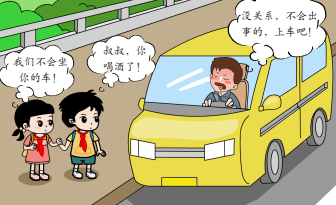 我们不会坐
你的车！
叔叔，你
喝酒了！
没关系，不会出
事的，上车吧！